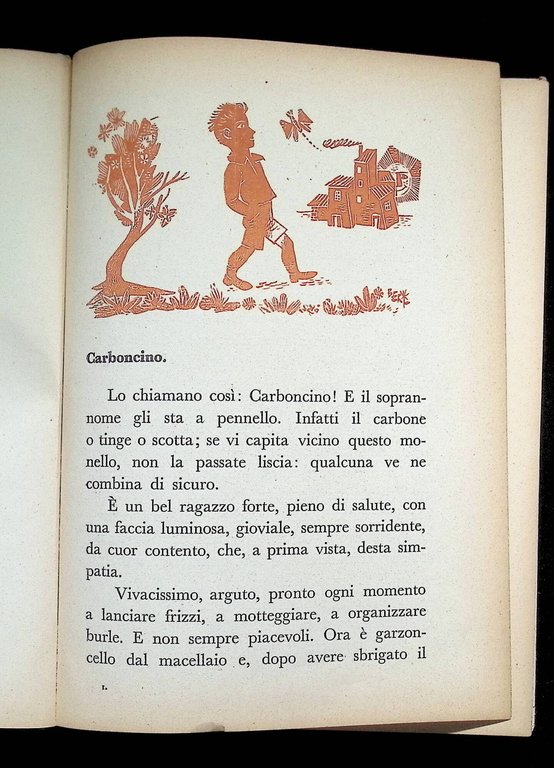 Carboncino.
Lo chiamano così: Carboncino! E il sopran-
nome gli sta a pennello. Infatti il carbone
o tinge o scotta; se vi capita vicino questo mo-
nello, non la passate liscia: qualcuna ve ne
combina di sicuro.
È un bel ragazzo forte, pieno di salute, con
una faccia luminosa, gioviale, sempre sorridente,
da cuor contento, che, a prima vista, desta sim-
patia.
Vivacissimo, arguto, pronto ogni momento
a lanciare frizzi, a motteggiare, a organizzare
burle. E non sempre piacevoli. Ora è garzon-
cello dal macellaio e, dopo avere sbrigato il
1.